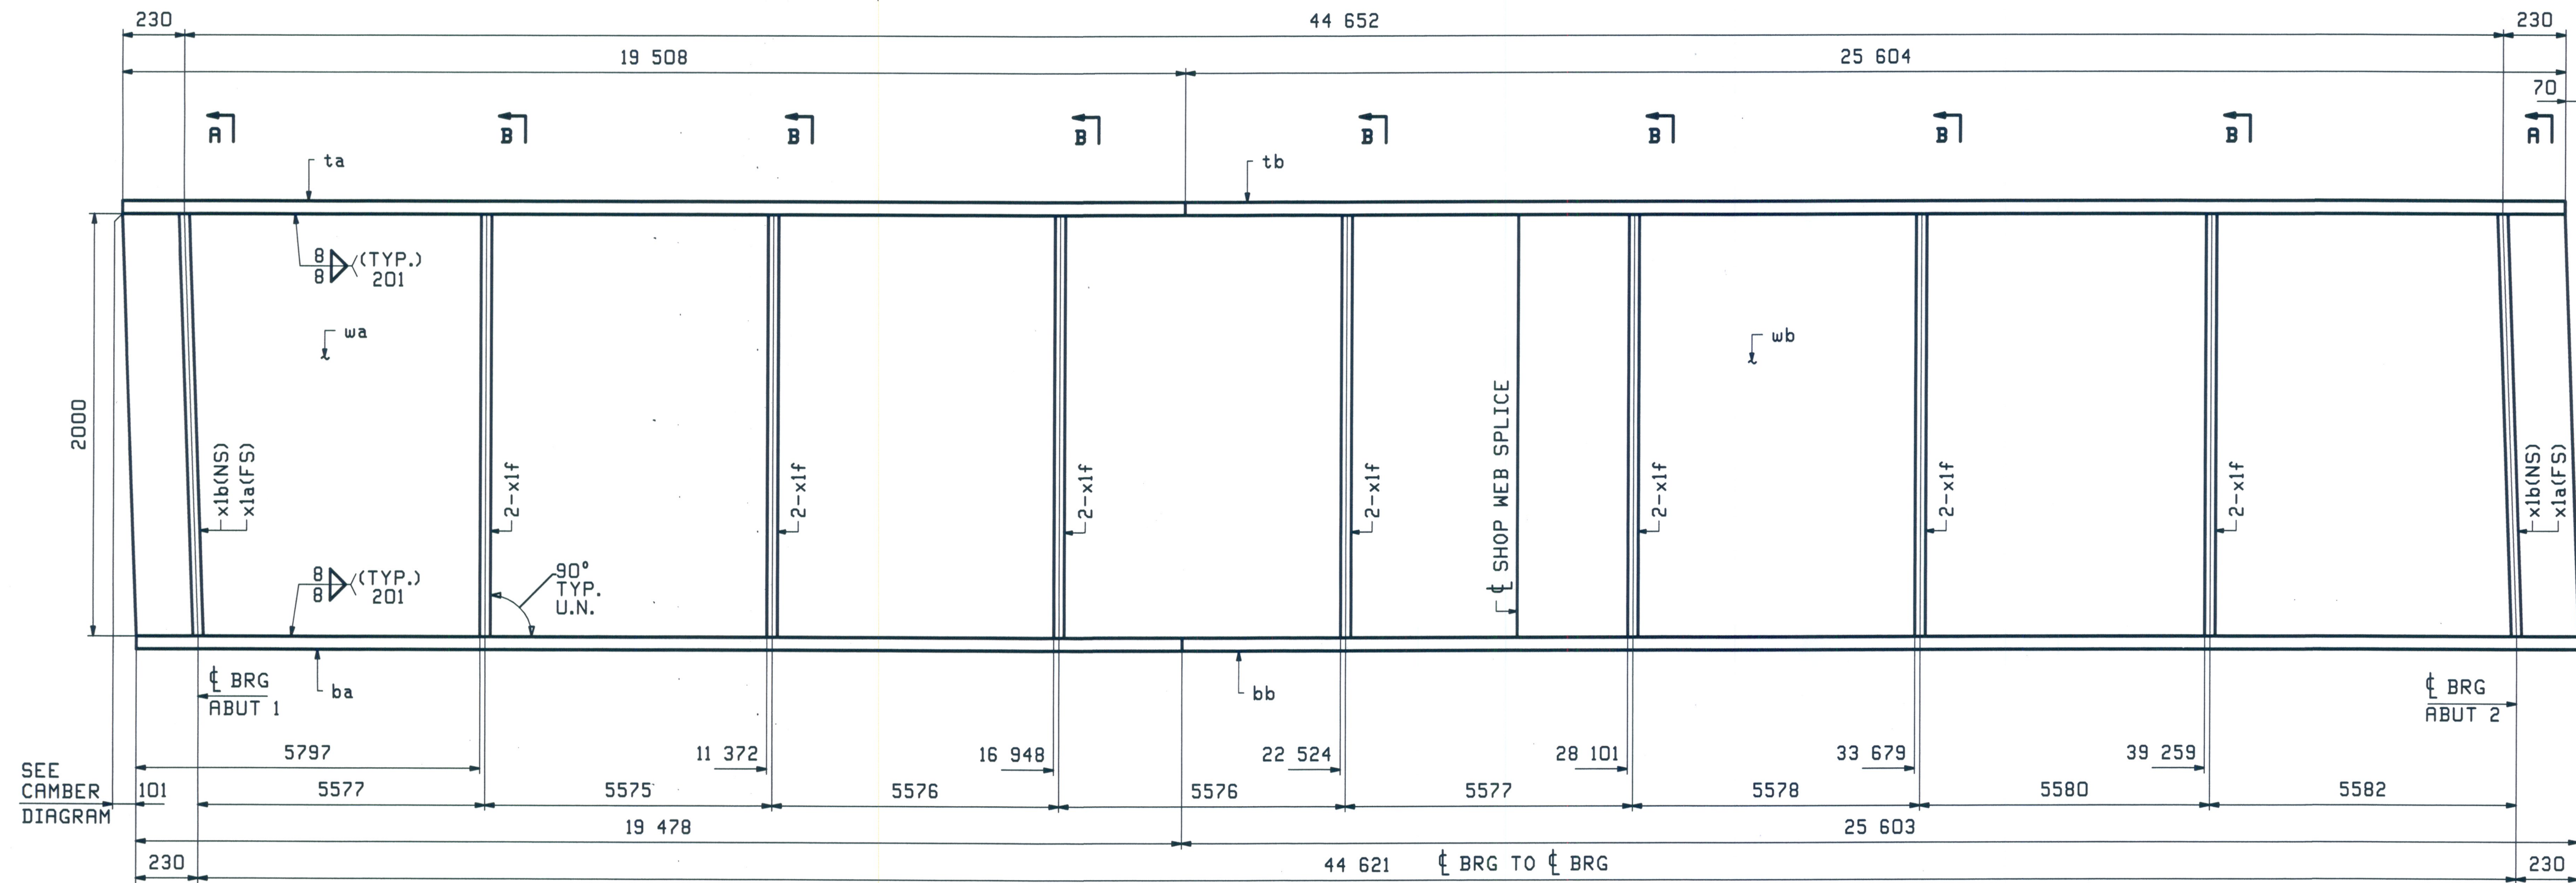 230 44 652 230
19 508 25 604
70
A B B B B B B B A
ta tb
8 (TYP.)
8 201
wa wb
2000
x1b(NS)
x1a(FS)
2-x1f
2-x1f
2-x1f
2-x1f
℄ SHOP WEB SPLICE
2-x1f
2-x1f
2-x1f
x1b(NS)
x1a(FS)
8 (TYP.)
8 201
90°
TYP.
U.N.
℄ BRG
ABUT 1
ba bb
℄ BRG
ABUT 2
5797 11 372 16 948 22 524 28 101 33 679 39 259
SEE
CAMBER
DIAGRAM
101 5577 5575 5576 5576 5577 5578 5580 5582
19 478 25 603
230 44 621 ℄ BRG TO ℄ BRG 230